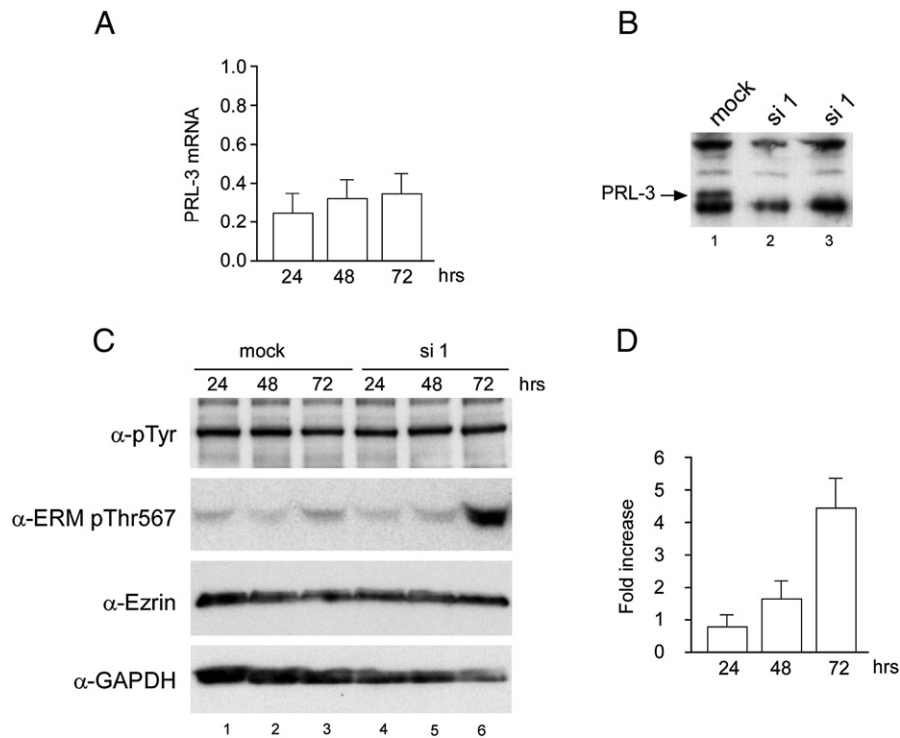 A
PRL-3 mRNA
1.0
0.8
0.6
0.4
0.2
0.0
24 48 72 hrs
B
mock si 1 si 1
PRL-3
1 2 3
C
mock si 1
24 48 72 24 48 72 hrs
α-pTyr
α-ERM pThr567
α-Ezrin
α-GAPDH
1 2 3 4 5 6
D
Fold increase
6
5
4
3
2
1
0
24 48 72 hrs